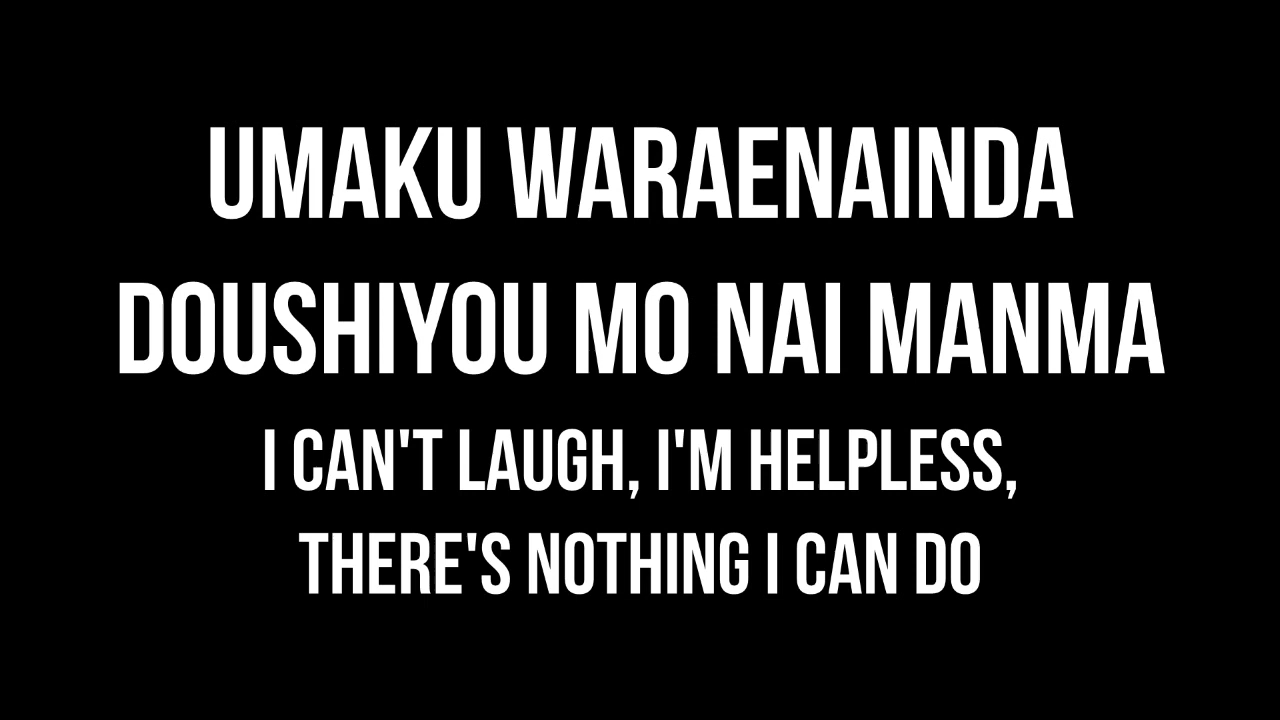 UMAKU WARAENAINDA
DOUSHIYOU MO NAI MANMA
I CAN'T LAUGH, I'M HELPLESS,
THERE'S NOTHING I CAN DO